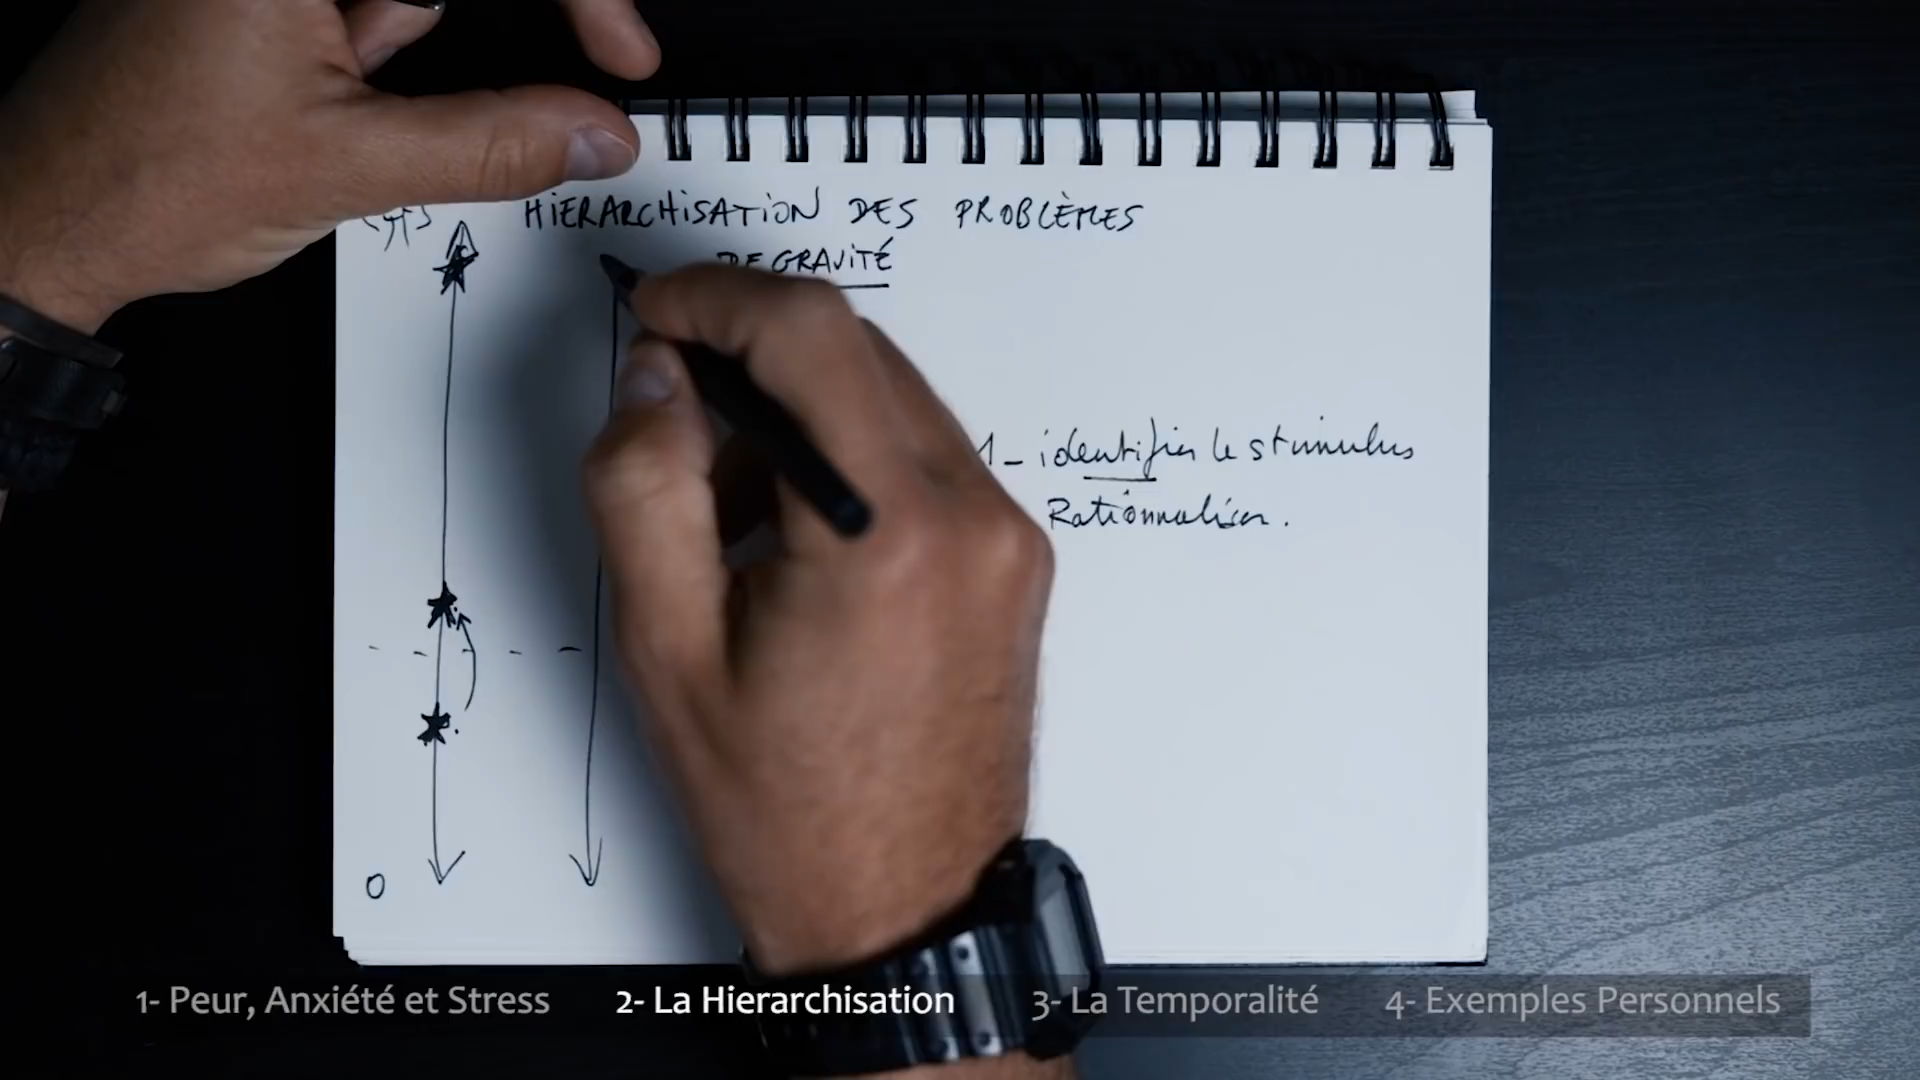 HiERARCHiSATiON DES PROBLÈMES
DE GRAViTÉ
1- identifier le stimulus
Rationnaliser.
0
1- Peur, Anxiété et Stress
2- La Hierarchisation
3- La Temporalité
4- Exemples Personnels